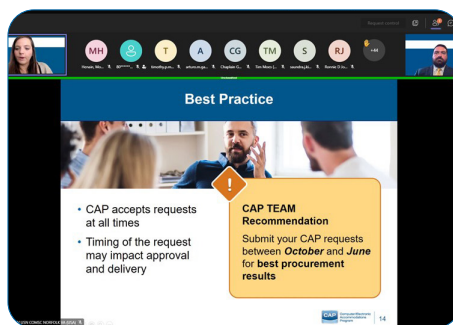 Request control
MH
T
A
CG
TM
S
RJ
+44
Best Practice
• CAP accepts requests
at all times
• Timing of the request
may impact approval
and delivery
!
CAP TEAM
Recommendation
Submit your CAP requests
between October and June
for best procurement
results
CAP
Computer/Electronic
Accommodations
Program
14